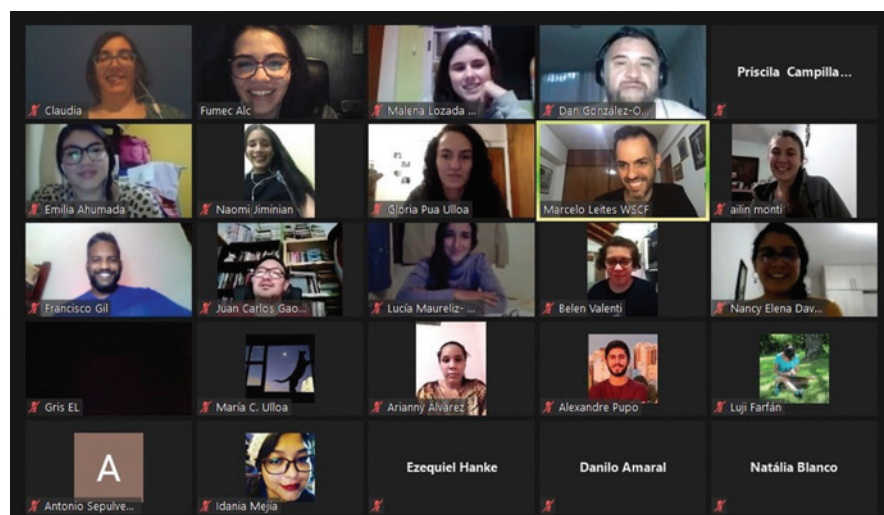 Claudia
Fumec Alc
Malena Lozada ...
Dan González-O...
Priscila Campilla...
Emilia Ahumada
Naomi Jiminian
Gloria Pua Ulloa
Marcelo Leites WSCF
ailin monti
Francisco Gil
Juan Carlos Gao...
Lucía Maureliz- ...
Belen Valenti
Nancy Elena Dav...
Gris EL
María C. Ulloa
Arianny Alvarez
Alexandre Pupo
Luji Farfán
A
Antonio Sepulve...
Idania Mejía
Ezequiel Hanke
Danilo Amaral
Natália Blanco